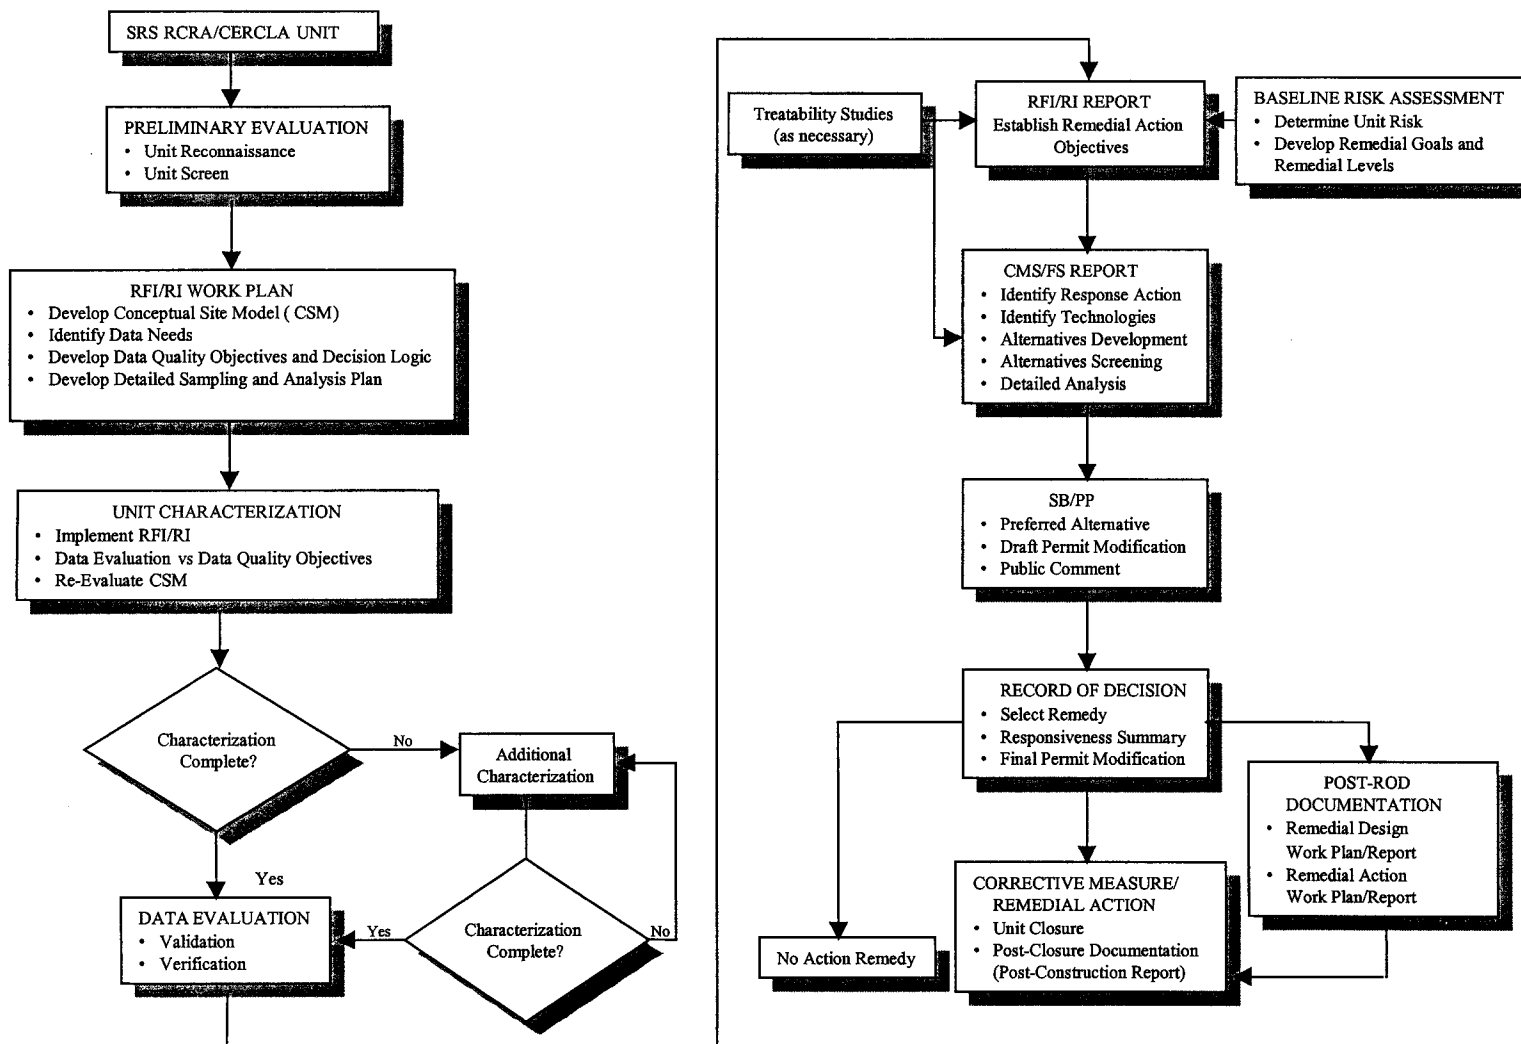 SRS RCRA/CERCLA UNIT
PRELIMINARY EVALUATION
• Unit Reconnaissance
• Unit Screen
RFI/RI WORK PLAN
• Develop Conceptual Site Model ( CSM)
• Identify Data Needs
• Develop Data Quality Objectives and Decision Logic
• Develop Detailed Sampling and Analysis Plan
UNIT CHARACTERIZATION
• Implement RFI/RI
• Data Evaluation vs Data Quality Objectives
• Re-Evaluate CSM
Characterization
Complete?
No
Additional
Characterization
Yes
DATA EVALUATION
• Validation
• Verification
Yes
Characterization
Complete?
No
Treatability Studies
(as necessary)
RFI/RI REPORT
Establish Remedial Action
Objectives
BASELINE RISK ASSESSMENT
• Determine Unit Risk
• Develop Remedial Goals and
Remedial Levels
CMS/FS REPORT
• Identify Response Action
• Identify Technologies
• Alternatives Development
• Alternatives Screening
• Detailed Analysis
SB/PP
• Preferred Alternative
• Draft Permit Modification
• Public Comment
RECORD OF DECISION
• Select Remedy
• Responsiveness Summary
• Final Permit Modification
POST-ROD
DOCUMENTATION
• Remedial Design
Work Plan/Report
• Remedial Action
Work Plan/Report
No Action Remedy
CORRECTIVE MEASURE/
REMEDIAL ACTION
• Unit Closure
• Post-Closure Documentation
(Post-Construction Report)